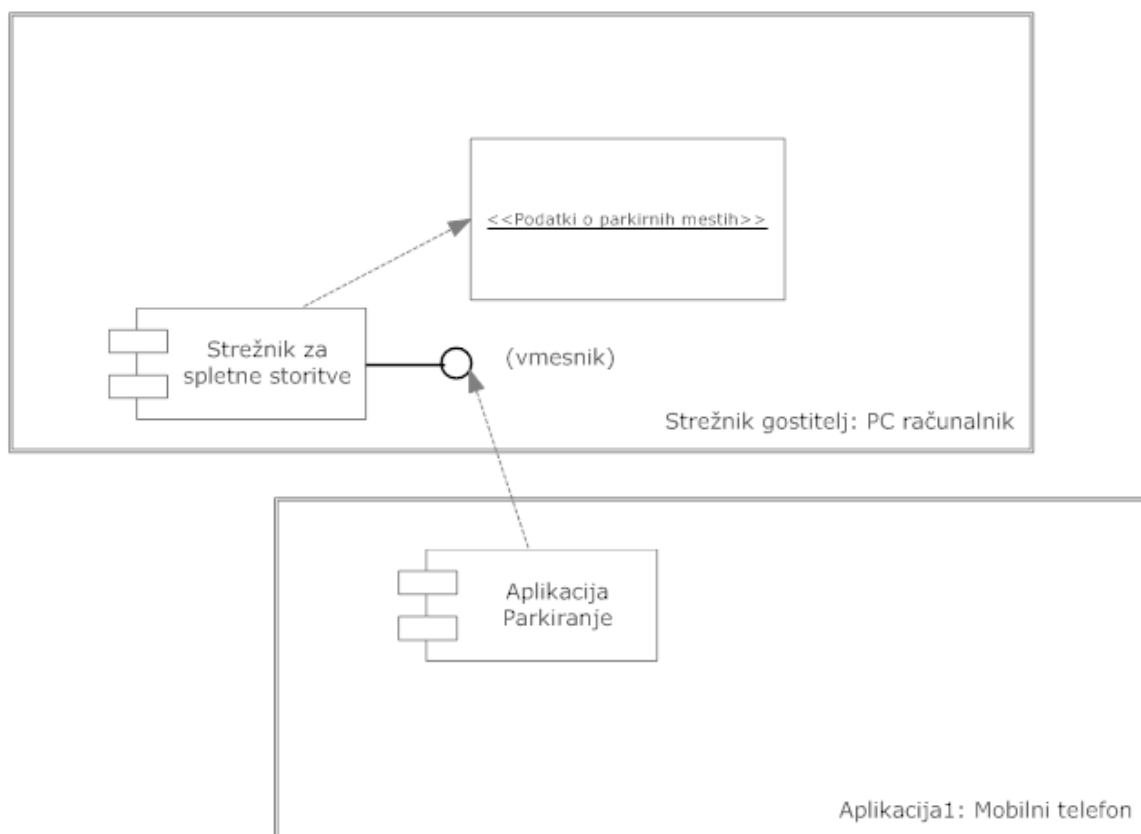 <<Podatki o parkirnih mestih>>
Strežnik za
spletne storitve
(vmesnik)
Strežnik gostitelj: PC računalnik
Aplikacija
Parkiranje
Aplikacija1: Mobilni telefon